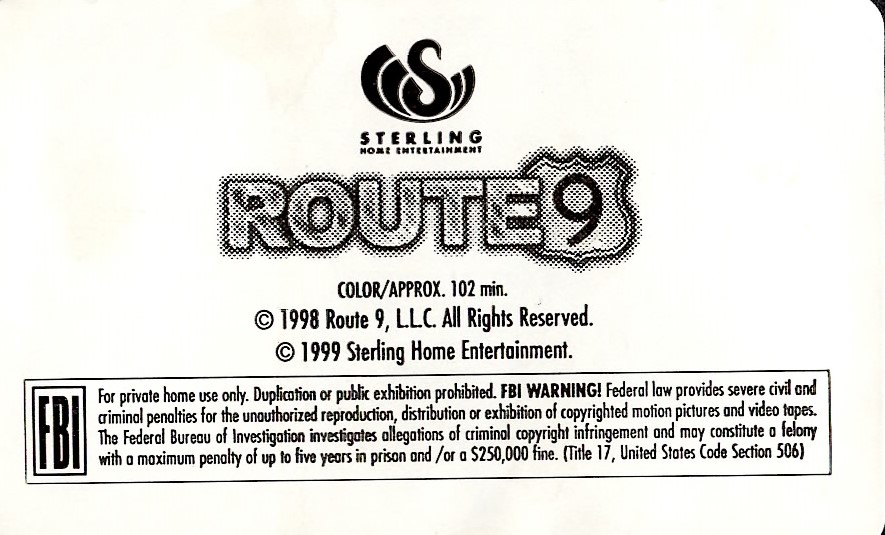 STERLING
HOME ENTERTAINMENT
ROUTE 9
COLOR/APPROX. 102 min.
© 1998 Route 9, L.L.C. All Rights Reserved.
© 1999 Sterling Home Entertainment.
FBI
For private home use only. Duplication or public exhibition prohibited. FBI WARNING! Federal law provides severe civil and
criminal penalties for the unauthorized reproduction, distribution or exhibition of copyrighted motion pictures and video tapes.
The Federal Bureau of Investigation investigates allegations of criminal copyright infringement and may constitute a felony
with a maximum penalty of up to five years in prison and /or a $250,000 fine. (Title 17, United States Code Section 506)